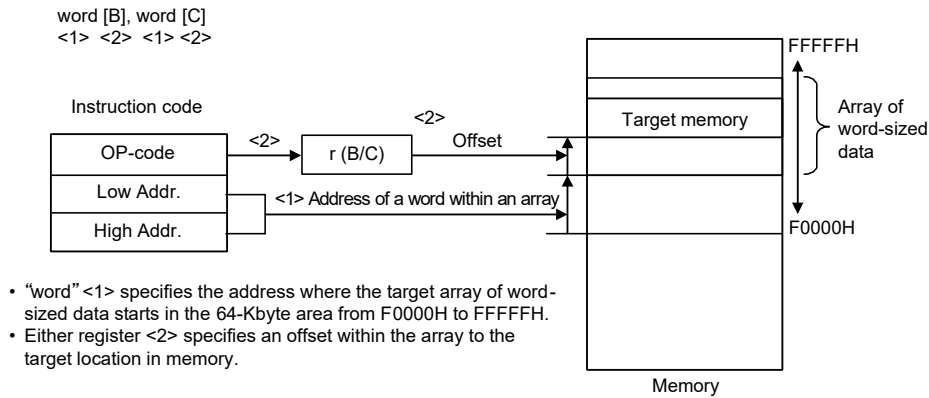 word [B], word [C]
<1> <2> <1> <2>
FFFFFH
Instruction code
<2>
Array of
word-sized
data
Target memory
OP-code
<2>
r (B/C)
Offset
Low Addr.
<1> Address of a word within an array
High Addr.
F0000H
• “word” <1> specifies the address where the target array of word-
sized data starts in the 64-Kbyte area from F0000H to FFFFFH.
• Either register <2> specifies an offset within the array to the
target location in memory.
Memory